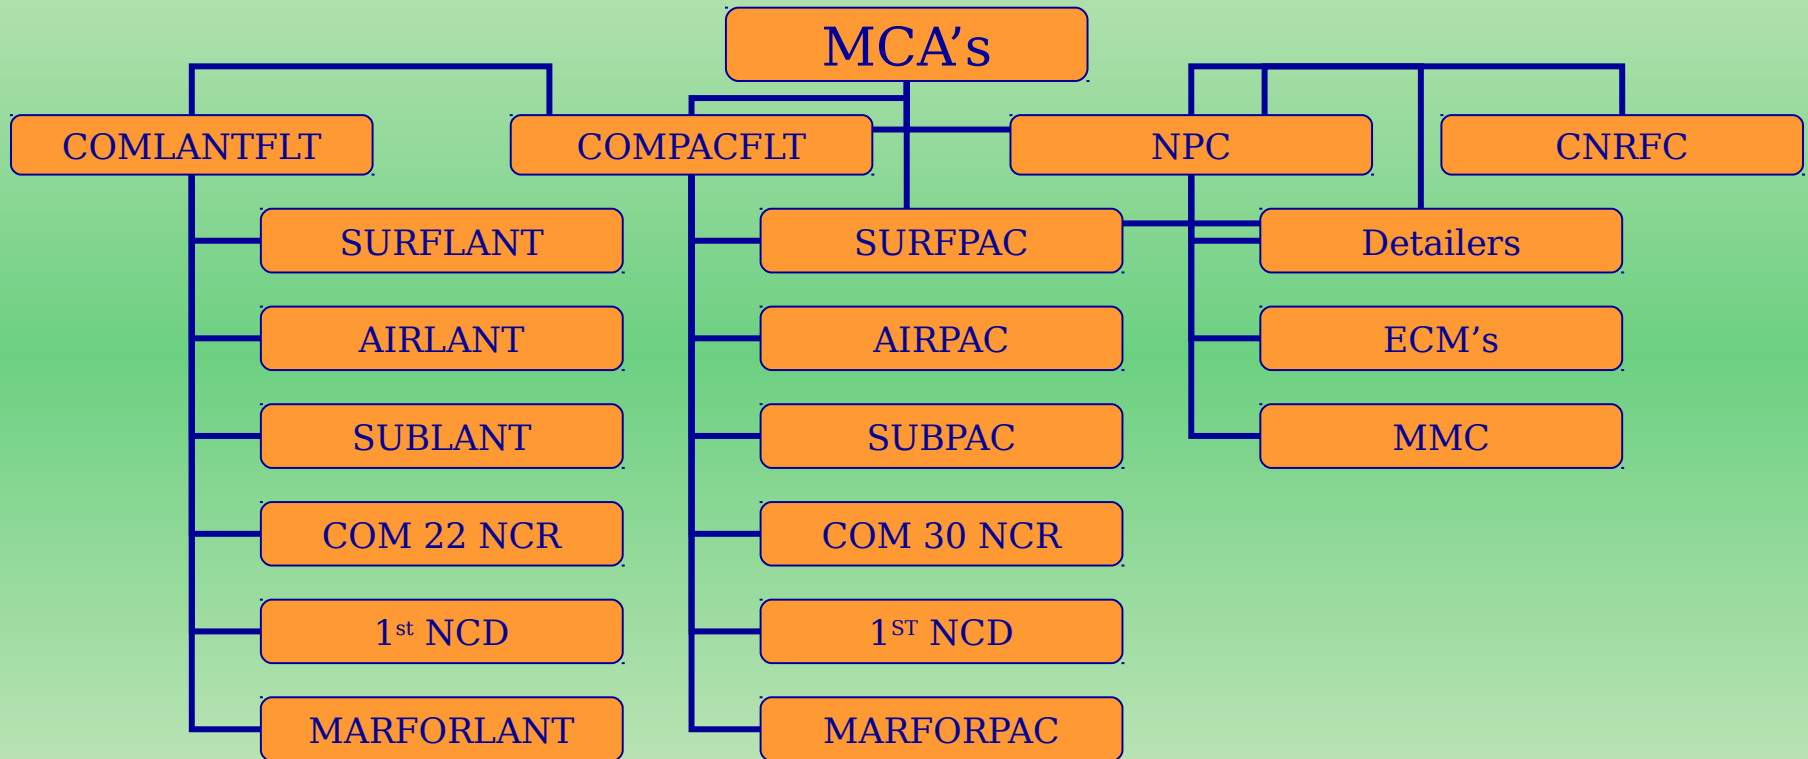 MCA’s
COMLANTFLT
COMPACFLT
NPC
CNRFC
SURFLANT
SURFPAC
Detailers
AIRLANT
AIRPAC
ECM’s
SUBLANT
SUBPAC
MMC
COM 22 NCR
COM 30 NCR
1st NCD
1ST NCD
MARFORLANT
MARFORPAC